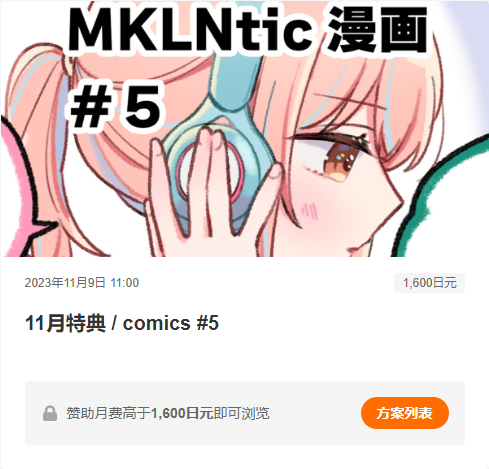 MKLNtic 漫画
#5
2023年11月9日 11:00
1,600日元
11月特典 / comics #5
赞助月费高于1,600日元即可浏览
方案列表